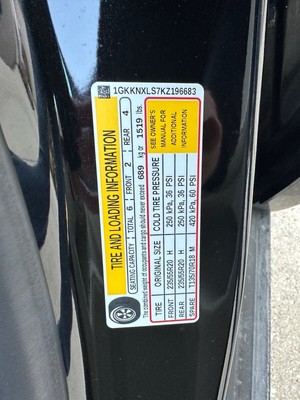 1GKKNXLS7KZ196683
TIRE AND LOADING INFORMATION
SEATING CAPACITY TOTAL 6 FRONT 2 REAR 4
The combined weight of occupants and cargo should never exceed 689 kg or 1519 lbs.
TIRE ORIGINAL SIZE COLD TIRE PRESSURE
FRONT 235/55R20 H 250 kPa, 36 PSI
REAR 235/55R20 H 250 kPa, 36 PSI
SPARE T135/70R18 M 420 kPa, 60 PSI
SEE OWNER'S
MANUAL FOR
ADDITIONAL
INFORMATION